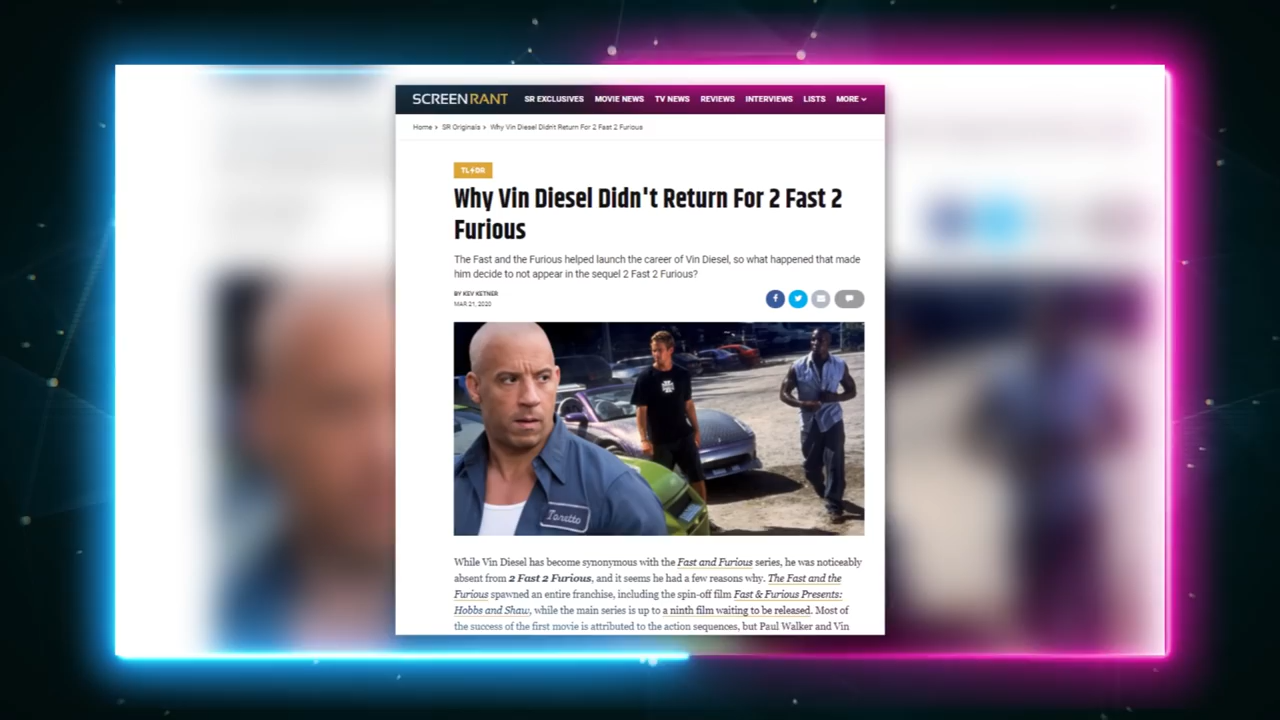 SCREENRANT SR EXCLUSIVES MOVIE NEWS TV NEWS REVIEWS INTERVIEWS LISTS MORE
Home > SR Originals > Why Vin Diesel Didn't Return For 2 Fast 2 Furious
TL DR
Why Vin Diesel Didn't Return For 2 Fast 2
Furious
The Fast and the Furious helped launch the career of Vin Diesel, so what happened that made
him decide to not appear in the sequel 2 Fast 2 Furious?
BY KEV KETNER
MAR 21, 2020
Toretto
While Vin Diesel has become synonymous with the Fast and Furious series, he was noticeably
absent from 2 Fast 2 Furious, and it seems he had a few reasons why. The Fast and the
Furious spawned an entire franchise, including the spin-off film Fast & Furious Presents:
Hobbs and Shaw, while the main series is up to a ninth film waiting to be released. Most of
the success of the first movie is attributed to the action sequences, but Paul Walker and Vin